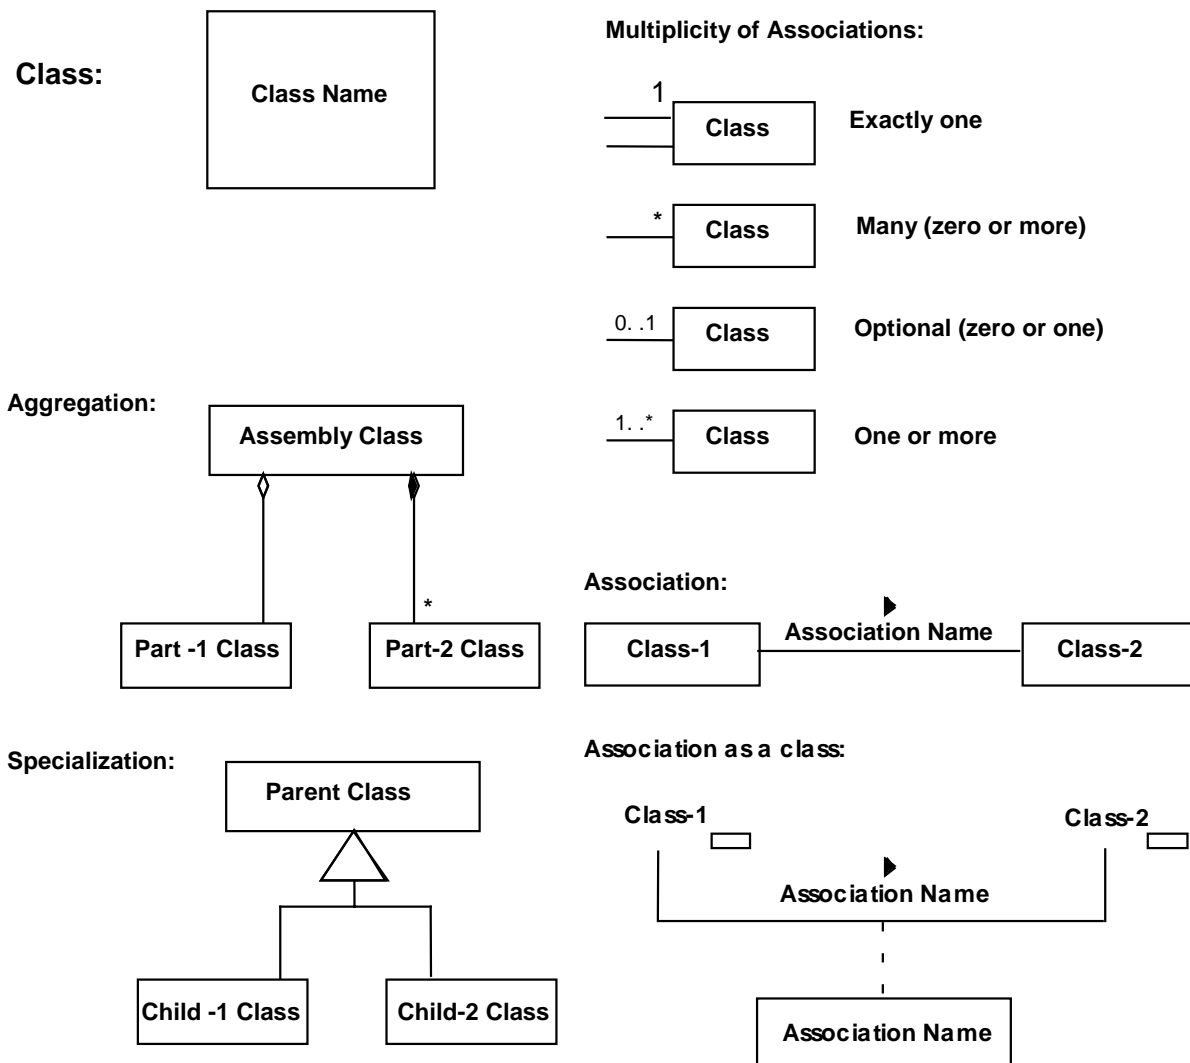 Class:
Class Name
Multiplicity of Associations:
1
Class
Exactly one
*
Class
Many (zero or more)
0. .1
Class
Optional (zero or one)
1. .*
Class
One or more
Aggregation:
Assembly Class
*
Part -1 Class
Part-2 Class
Association:
Class-1
Association Name
Class-2
Specialization:
Parent Class
Child -1 Class
Child-2 Class
Association as a class:
Class-1
Class-2
Association Name
Association Name